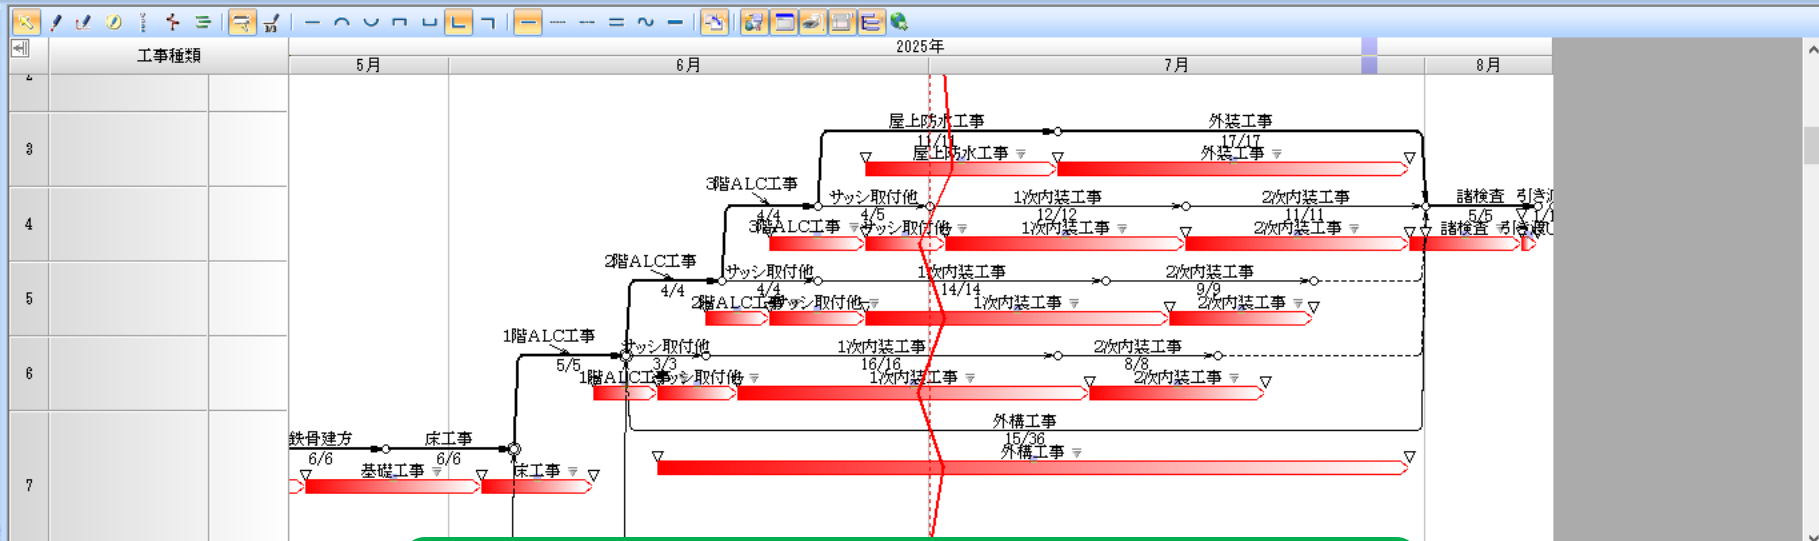 工事種類
2025年
5月
6月
7月
8月
3
屋上防水工事
外装工事
11/11
17/17
屋上防水工事
外装工事
4
3階ALC工事
サッシ取付他
1次内装工事
2次内装工事
諸検査
4/4
4/5
12/12
11/11
5/5
3階ALC工事
サッシ取付他
1次内装工事
2次内装工事
諸検査
5
2階ALC工事
サッシ取付他
1次内装工事
2次内装工事
4/4
4/4
14/14
9/9
2階ALC工事
サッシ取付他
1次内装工事
2次内装工事
6
1階ALC工事
サッシ取付他
1次内装工事
2次内装工事
5/5
3/3
16/16
8/8
1階ALC工事
サッシ取付他
1次内装工事
2次内装工事
7
外構工事
15/36
外構工事
鉄骨建方
床工事
6/6
6/6
基礎工事
床工事